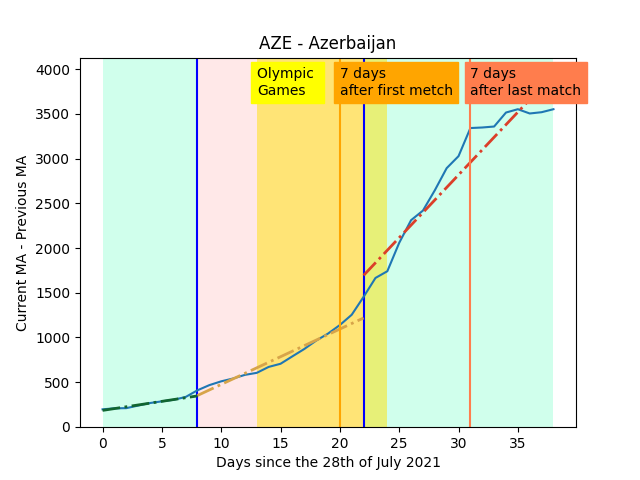 AZE - Azerbaijan
Olympic
Games
7 days
after first metch
7 days
after last match
Current MA - Previous MA
4000
3500
3000
2500
2000
1500
1000
500
0
0 5 10 15 20 25 30 35
Days since the 28th of July 2021